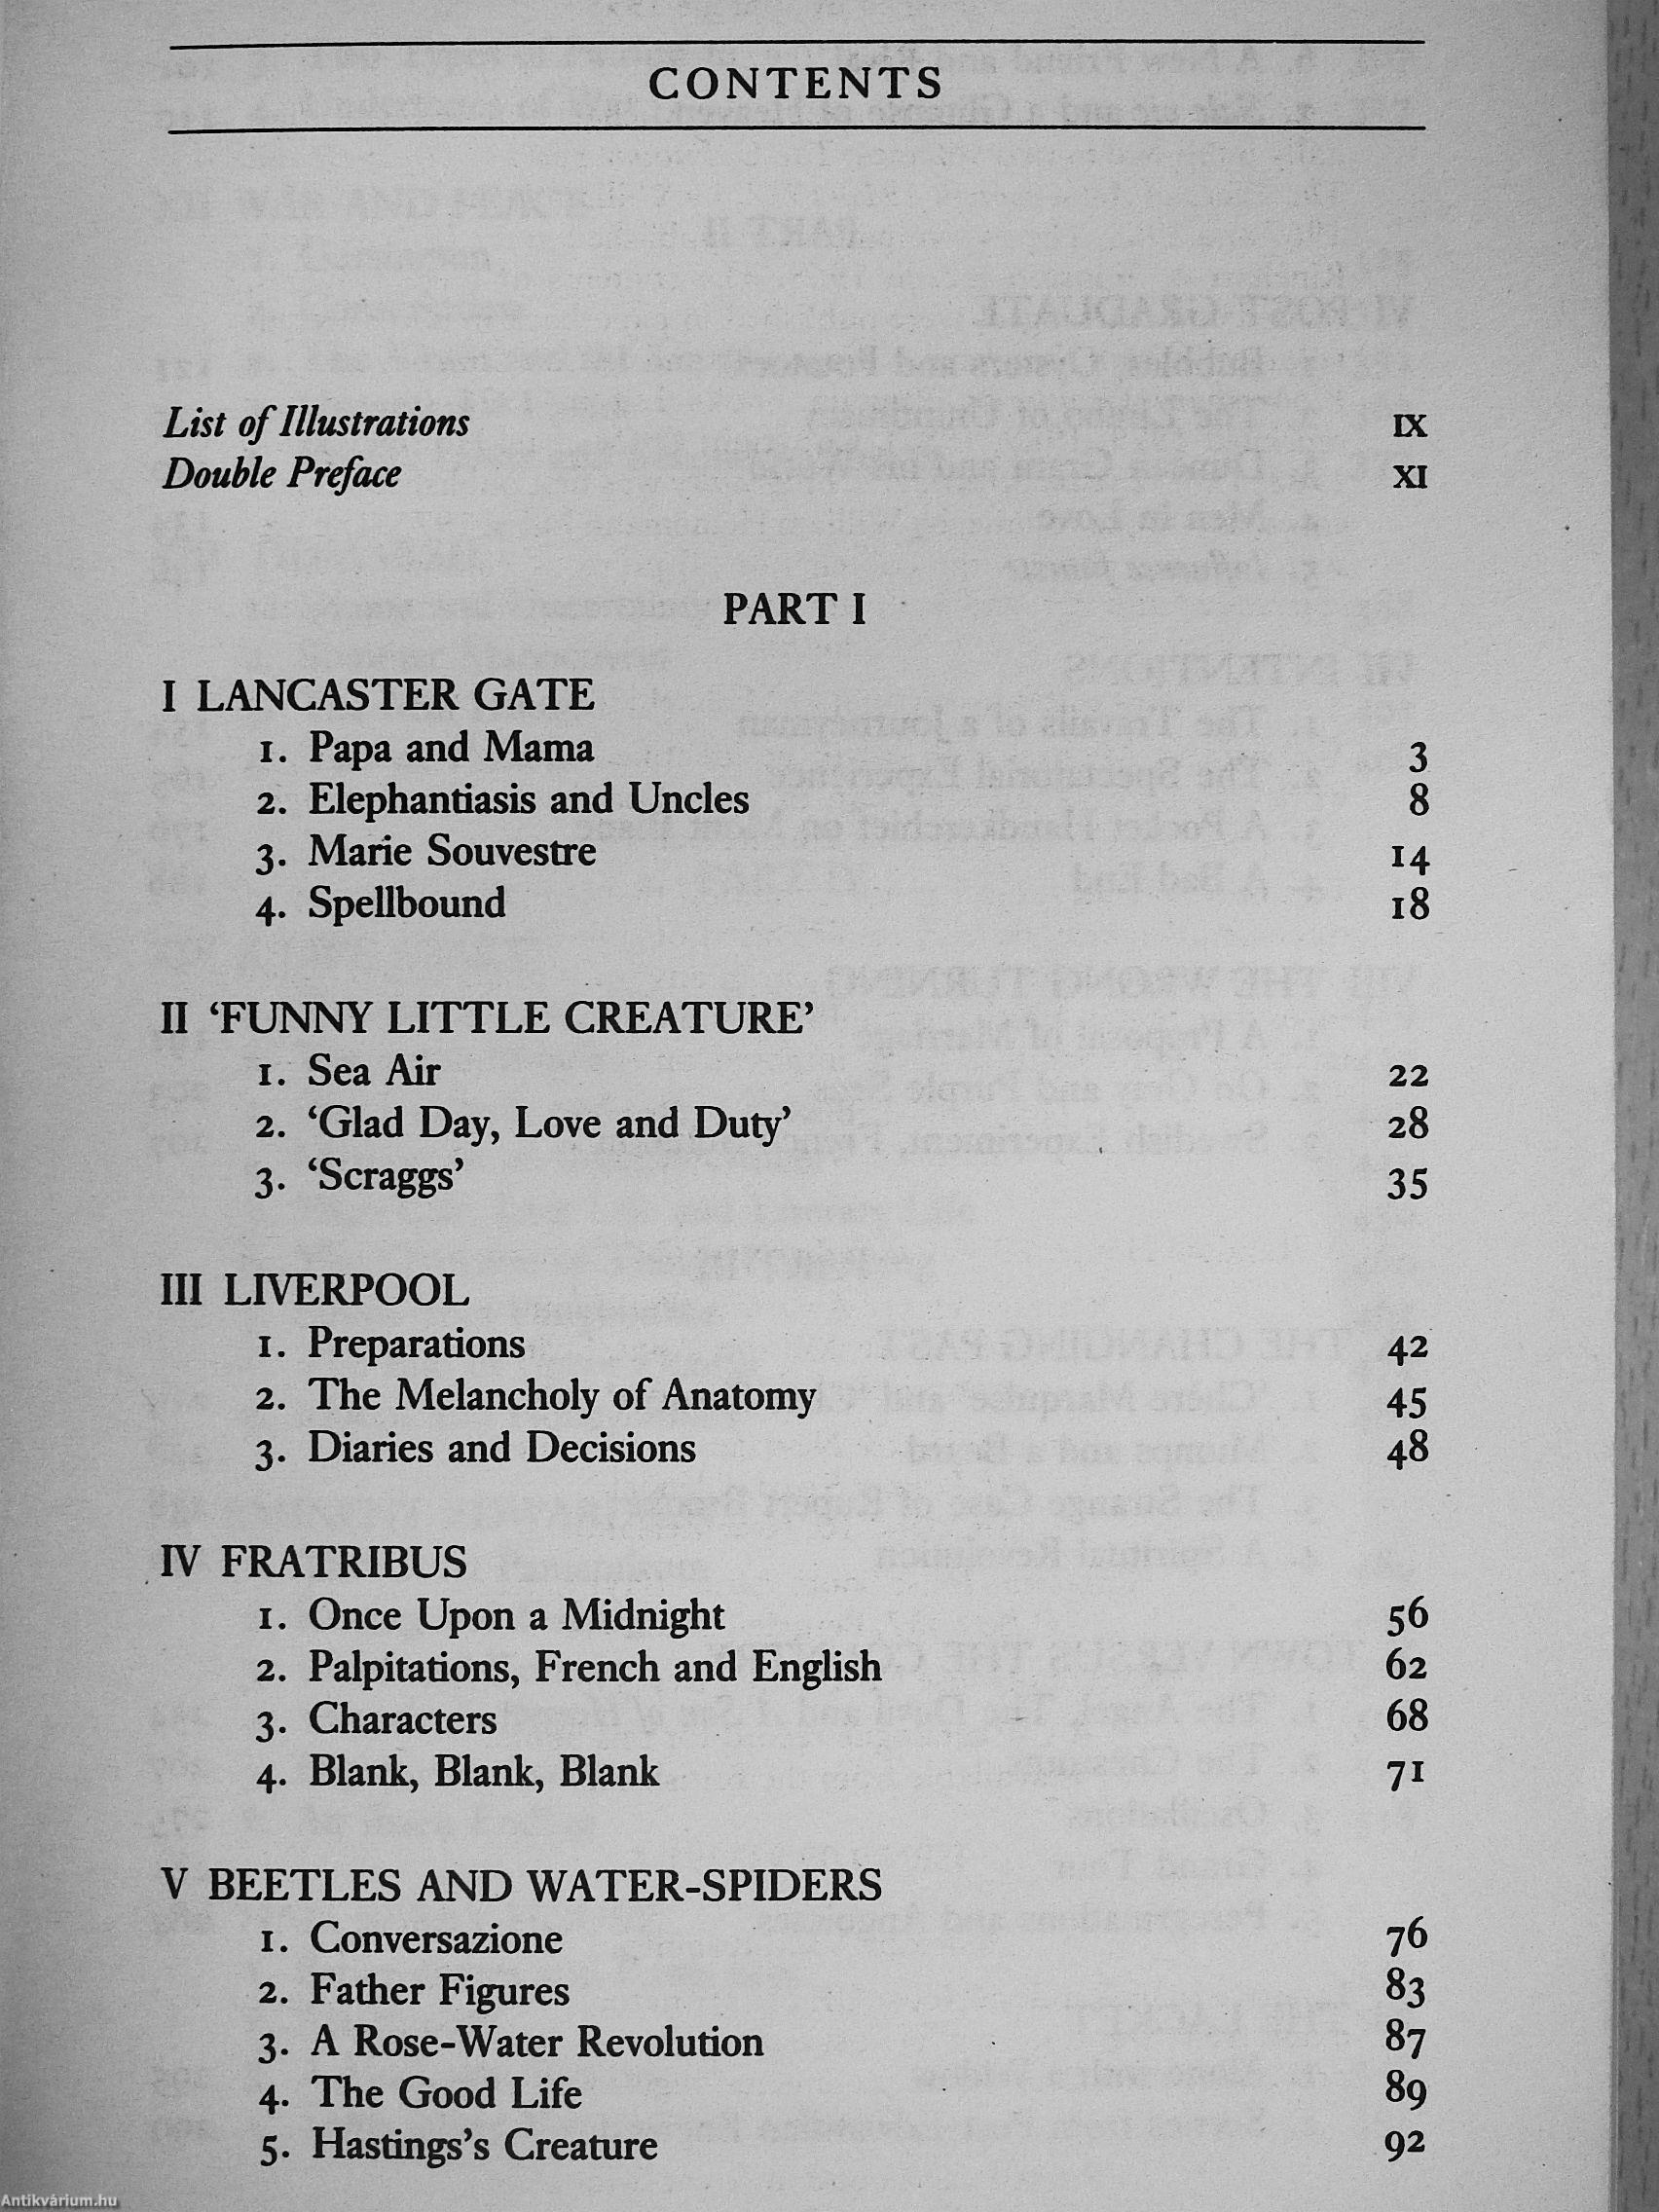 CONTENTS
List of Illustrations IX
Double Preface XI
PART I
I LANCASTER GATE
1. Papa and Mama 3
2. Elephantiasis and Uncles 8
3. Marie Souvestre 14
4. Spellbound 18
II ‘FUNNY LITTLE CREATURE’
1. Sea Air 22
2. ‘Glad Day, Love and Duty’ 28
3. ‘Scraggs’ 35
III LIVERPOOL
1. Preparations 42
2. The Melancholy of Anatomy 45
3. Diaries and Decisions 48
IV FRATRIBUS
1. Once Upon a Midnight 56
2. Palpitations, French and English 62
3. Characters 68
4. Blank, Blank, Blank 71
V BEETLES AND WATER-SPIDERS
1. Conversazione 76
2. Father Figures 83
3. A Rose-Water Revolution 87
4. The Good Life 89
5. Hastings's Creature 92
Antikvárium.hu